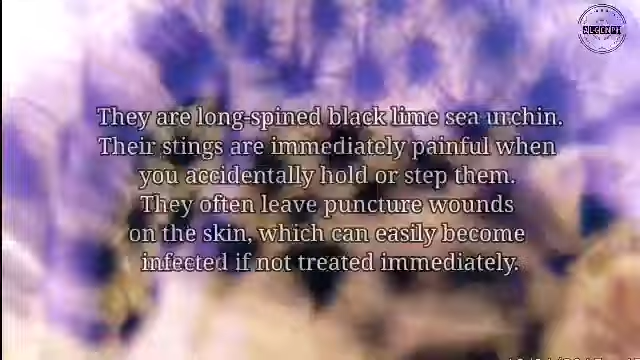 They are long-spined black lime sea urchin.
Their stings are immediately painful when
you accidentally hold or step them.
They often leave puncture wounds
on the skin, which can easily become
infected if not treated immediately.